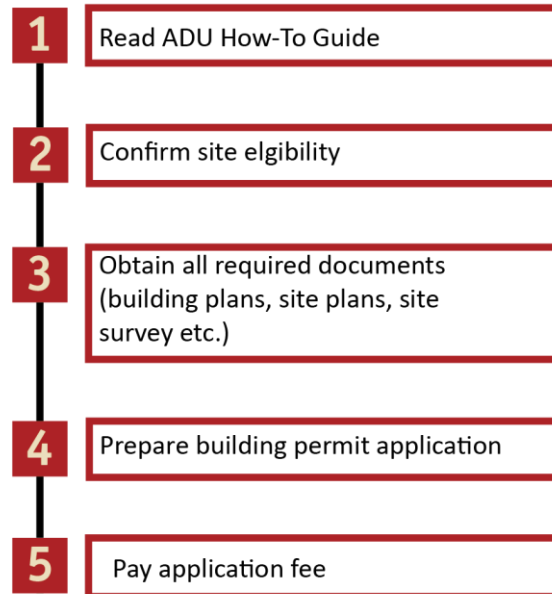 1 Read ADU How-To Guide
2 Confirm site elgibility
3 Obtain all required documents
(building plans, site plans, site
survey etc.)
4 Prepare building permit application
5 Pay application fee